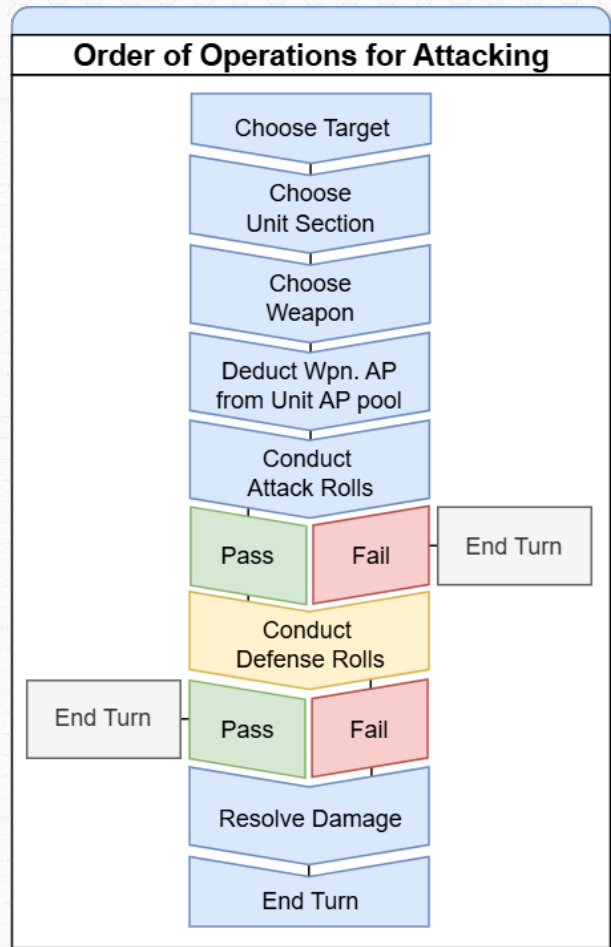 Order of Operations for Attacking
Choose Target
Choose
Unit Section
Choose
Weapon
Deduct Wpn. AP
from Unit AP pool
Conduct
Attack Rolls
Pass
Fail
End Turn
Conduct
Defense Rolls
End Turn
Pass
Fail
Resolve Damage
End Turn